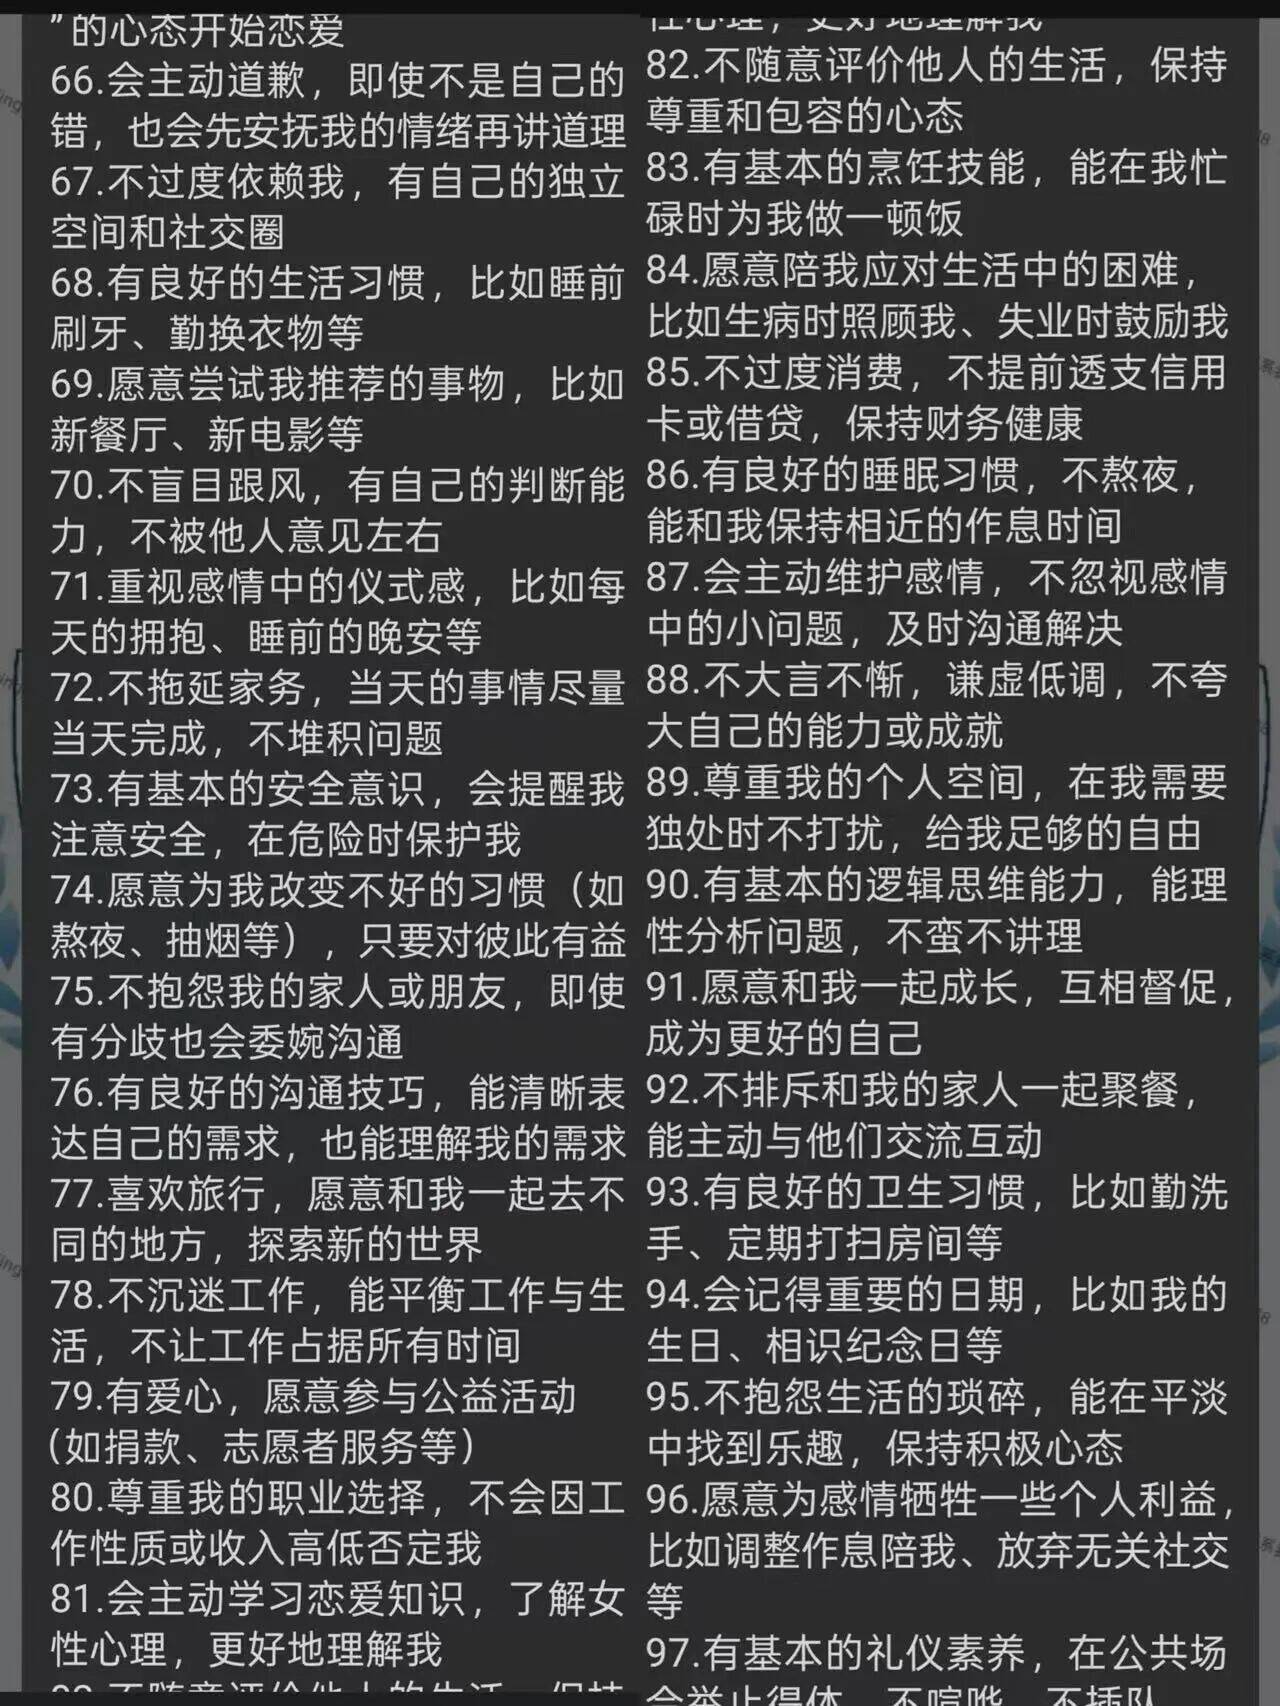 ”的心态开始恋爱
66.会主动道歉，即使不是自己的
错，也会先安抚我的情绪再讲道理
67.不过度依赖我，有自己的独立
空间和社交圈
68.有良好的生活习惯，比如睡前
刷牙、勤换衣物等
69.愿意尝试我推荐的事物，比如
新餐厅、新电影等
70.不盲目跟风，有自己的判断能
力，不被他人意见左右
71.重视感情中的仪式感，比如每
天的拥抱、睡前的晚安等
72.不拖延家务，当天的事情尽量
当天完成，不堆积问题
73.有基本的安全意识，会提醒我
注意安全，在危险时保护我
74.愿意为我改变不好的习惯（如
熬夜、抽烟等），只要对彼此有益
75.不抱怨我的家人或朋友，即使
有分歧也会委婉沟通
76.有良好的沟通技巧，能清晰表
达自己的需求，也能理解我的需求
77.喜欢旅行，愿意和我一起去不
同的地方，探索新的世界
78.不沉迷工作，能平衡工作与生
活，不让工作占据所有时间
79.有爱心，愿意参与公益活动
（如捐款、志愿者服务等）
80.尊重我的职业选择，不会因工
作性质或收入高低否定我
81.会主动学习恋爱知识，了解女
性心理，更好地理解我
82.不随意评价他人的生活，保持
性心理，更好地理解我
82.不随意评价他人的生活，保持
尊重和包容的心态
83.有基本的烹饪技能，能在我忙
碌时为我做一顿饭
84.愿意陪我应对生活中的困难，
比如生病时照顾我、失业时鼓励我
85.不过度消费，不提前透支信用
卡或借贷，保持财务健康
86.有良好的睡眠习惯，不熬夜，
能和我保持相近的作息时间
87.会主动维护感情，不忽视感情
中的小问题，及时沟通解决
88.不大言不惭，谦虚低调，不夸
大自己的能力或成就
89.尊重我的个人空间，在我需要
独处时不打扰，给我足够的自由
90.有基本的逻辑思维能力，能理
性分析问题，不蛮不讲理
91.愿意和我一起成长，互相督促，
成为更好的自己
92.不排斥和我的家人一起聚餐，
能主动与他们交流互动
93.有良好的卫生习惯，比如勤洗
手、定期打扫房间等
94.会记得重要的日期，比如我的
生日、相识纪念日等
95.不抱怨生活的琐碎，能在平淡
中找到乐趣，保持积极心态
96.愿意为感情牺牲一些个人利益，
比如调整作息陪我、放弃无关社交
等
97.有基本的礼仪素养，在公共场
合举止得体，不喧哗、不插队